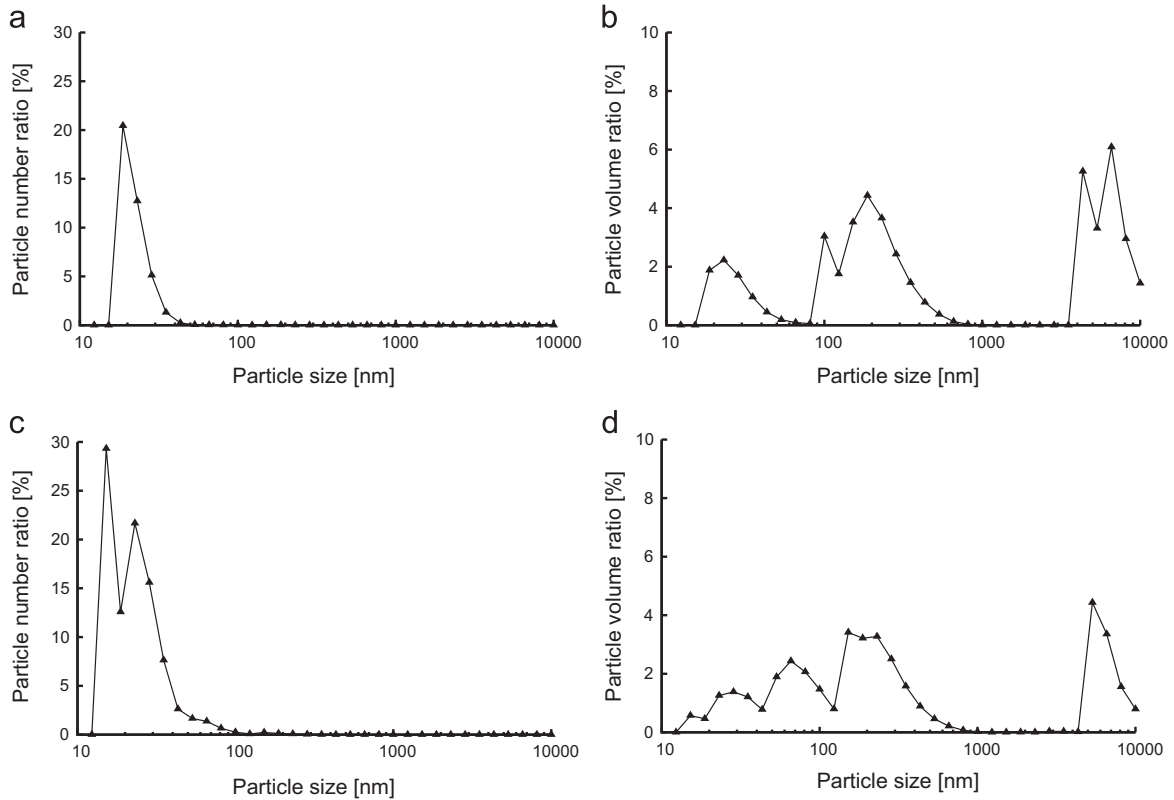 a
30
25
20
15
10
5
0
Particle number ratio [%]
10 100 1000 10000
Particle size [nm]
b
10
8
6
4
2
0
Particle volume ratio [%]
10 100 1000 10000
Particle size [nm]
c
30
25
20
15
10
5
0
Particle number ratio [%]
10 100 1000 10000
Particle size [nm]
d
10
8
6
4
2
0
Particle volume ratio [%]
10 100 1000 10000
Particle size [nm]